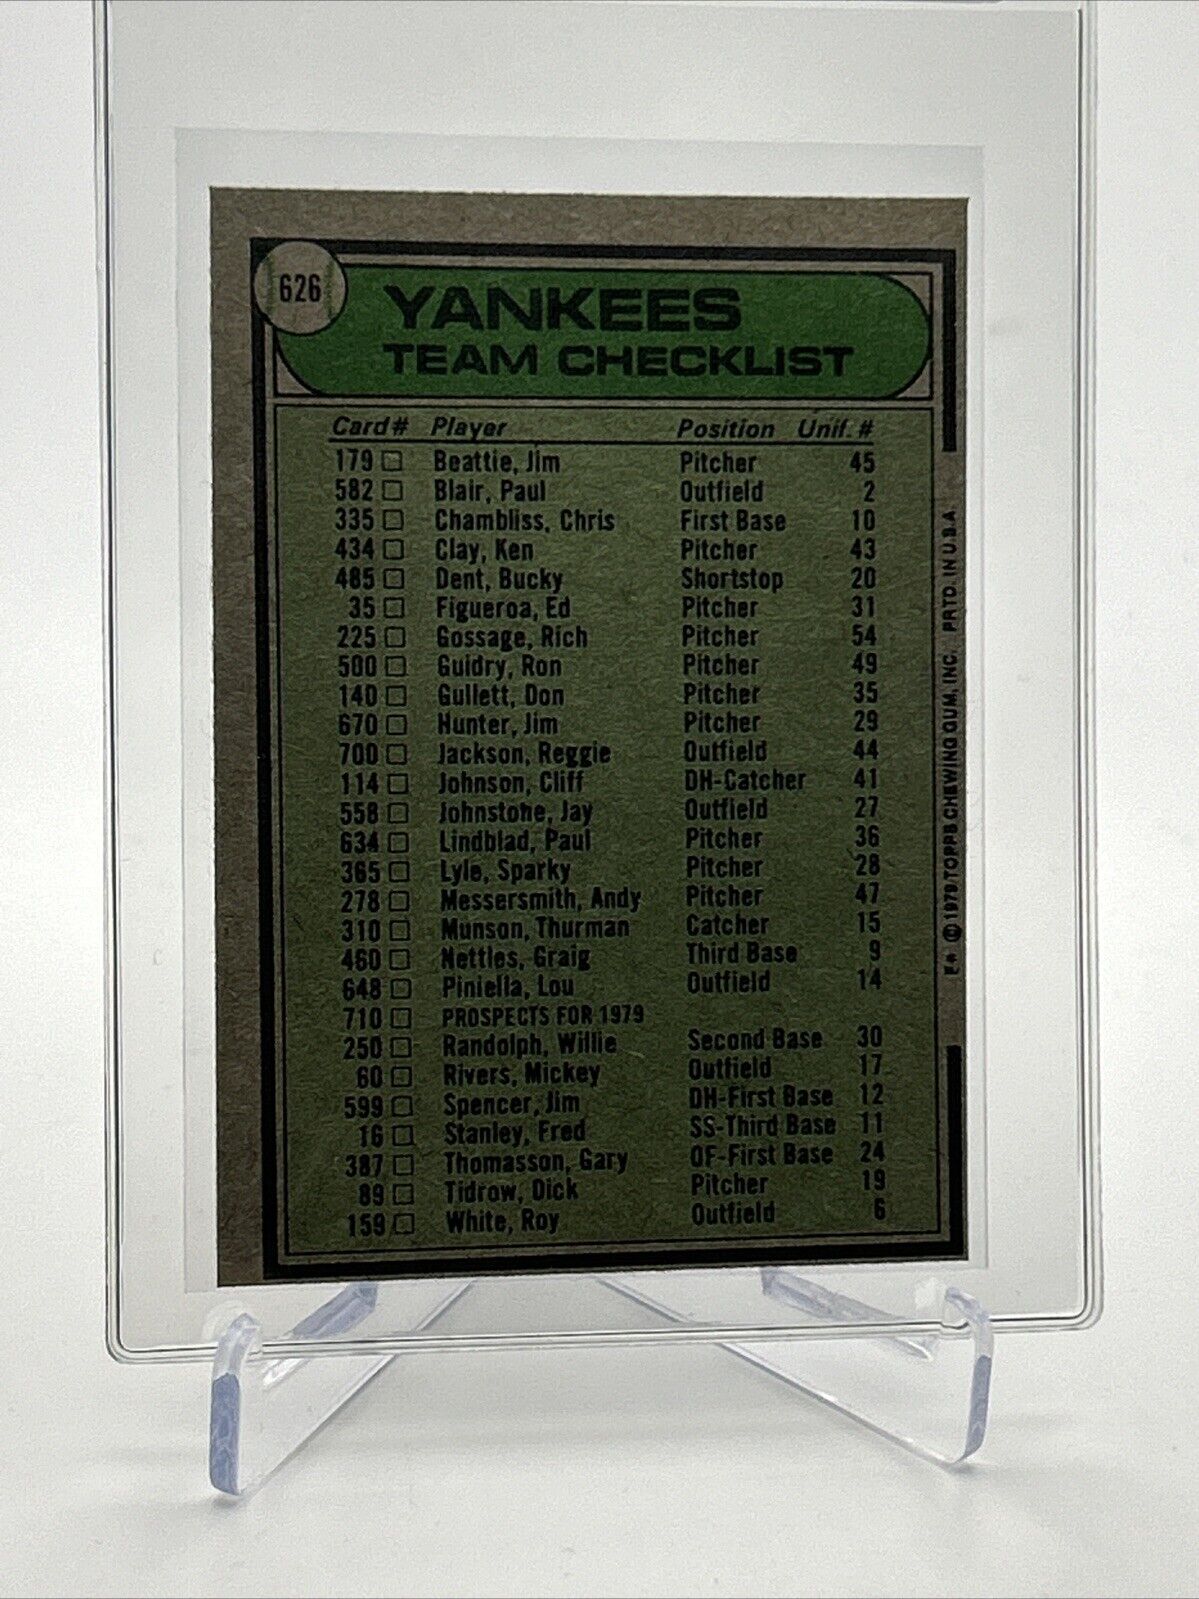 626
YANKEES
TEAM CHECKLIST
Card# Player Position Unif. #
179 □ Beattie, Jim Pitcher 45
582 □ Blair, Paul Outfield 2
335 □ Chambliss, Chris First Base 10
434 □ Clay, Ken Pitcher 43
485 □ Dent, Bucky Shortstop 20
35 □ Figueroa, Ed Pitcher 31
225 □ Gossage, Rich Pitcher 54
500 □ Guidry, Ron Pitcher 49
140 □ Gullett, Don Pitcher 35
670 □ Hunter, Jim Pitcher 29
700 □ Jackson, Reggie Outfield 44
114 □ Johnson, Cliff DH-Catcher 41
558 □ Johnstone, Jay Outfield 27
634 □ Lindblad, Paul Pitcher 36
365 □ Lyle, Sparky Pitcher 28
278 □ Messersmith, Andy Pitcher 47
310 □ Munson, Thurman Catcher 15
460 □ Nettles, Graig Third Base 9
648 □ Piniella, Lou Outfield 14
710 □ PROSPECTS FOR 1979
250 □ Randolph, Willie Second Base 30
60 □ Rivers, Mickey Outfield 17
599 □ Spencer, Jim DH-First Base 12
16 □ Stanley, Fred SS-Third Base 11
387 □ Thomasson, Gary OF-First Base 24
89 □ Tidrow, Dick Pitcher 19
159 □ White, Roy Outfield 6
E* © 1979 TOPPS CHEWING GUM, INC. PRTD. IN U.S.A.